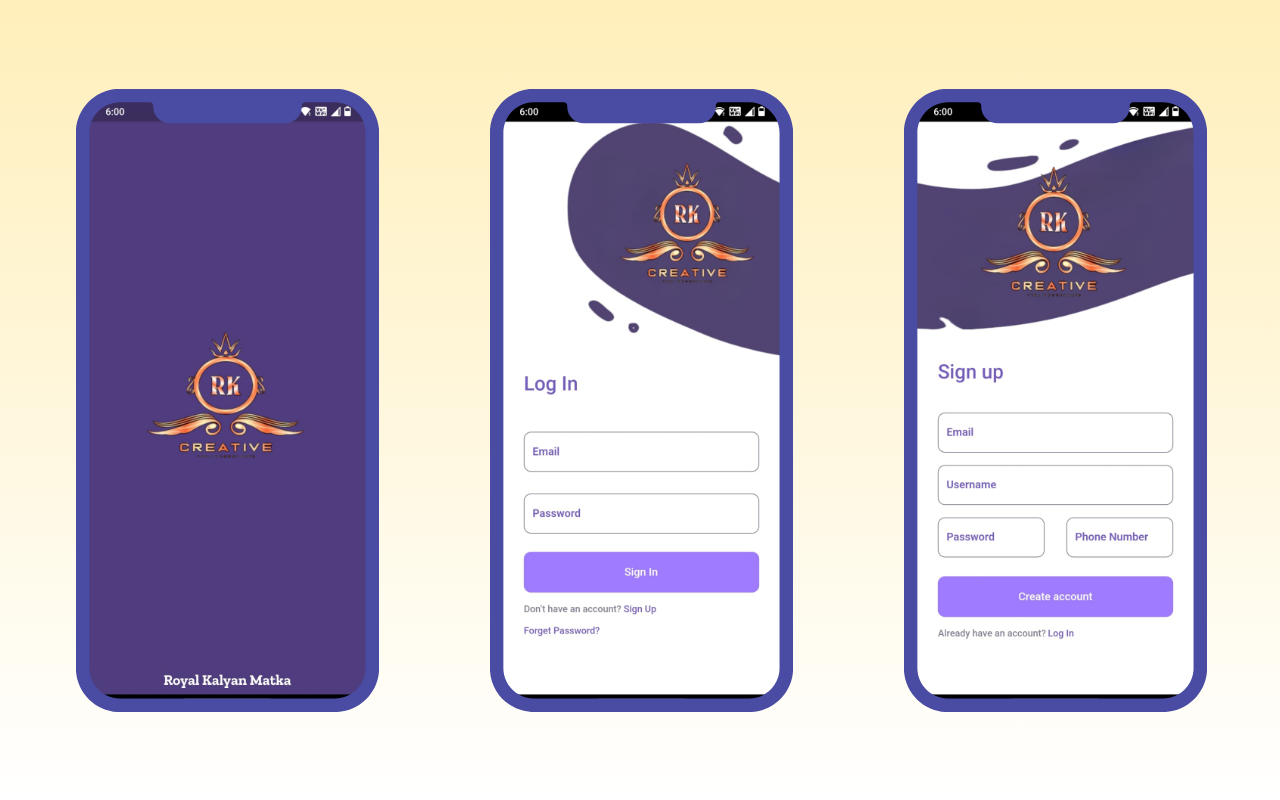 6:00
RK
CREATIVE
Royal Kalyan Matka
6:00
RK
CREATIVE
Log In
Email
Password
Sign In
Don't have an account? Sign Up
Forget Password?
6:00
RK
CREATIVE
Sign up
Email
Username
Password
Phone Number
Create account
Already have an account? Log In